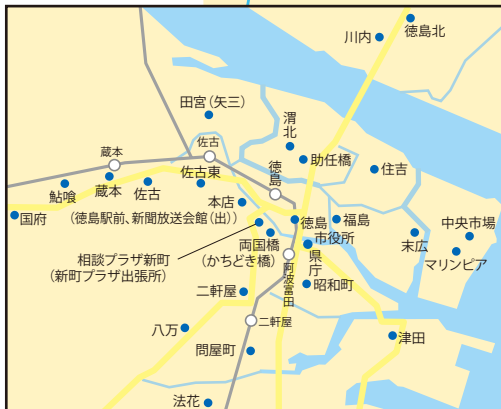 徳島北
川内
田宮（矢三）
渭北
佐古
蔵本
助任橋
徳島
住吉
鮎喰
蔵本
佐古
佐古東
本店
国府
（徳島駅前、新聞放送会館（出））
徳島
市役所
福島
中央市場
末広
マリンピア
相談プラザ新町
（新町プラザ出張所）
両国橋
（かちどき橋）
県庁
阿波富田
昭和町
二軒屋
二軒屋
八万
津田
問屋町
法花